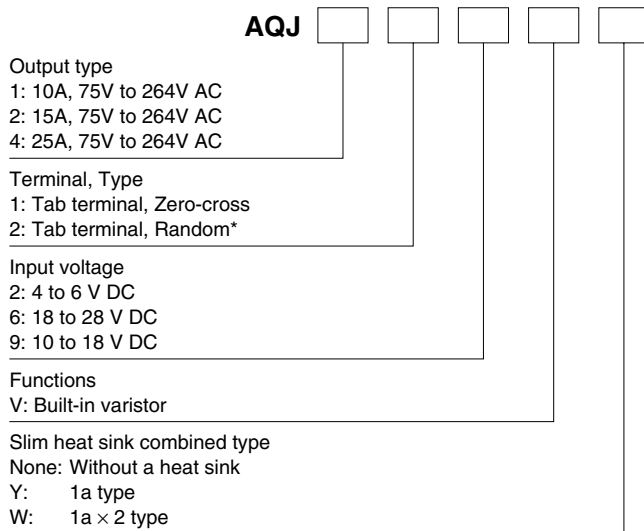 AQJ
Output type
1: 10A, 75V to 264V AC
2: 15A, 75V to 264V AC
4: 25A, 75V to 264V AC
Terminal, Type
1: Tab terminal, Zero-cross
2: Tab terminal, Random*
Input voltage
2: 4 to 6 V DC
6: 18 to 28 V DC
9: 10 to 18 V DC
Functions
V: Built-in varistor
Slim heat sink combined type
None: Without a heat sink
Y: 1a type
W: 1a × 2 type